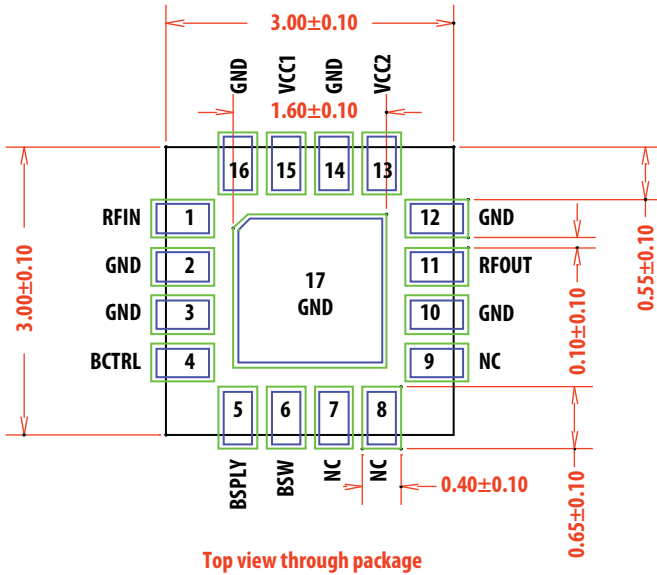 3.00±0.10
GND
VCC1
GND
VCC2
1.60±0.10
16
15
14
13
RFIN
1
12
GND
GND
2
11
RFOUT
GND
3
10
GND
BCTRL
4
9
NC
17
GND
3.00±0.10
0.55±0.10
0.10±0.10
5
6
7
8
BSPLY
BSW
NC
NC
0.40±0.10
0.65±0.10
Top view through package